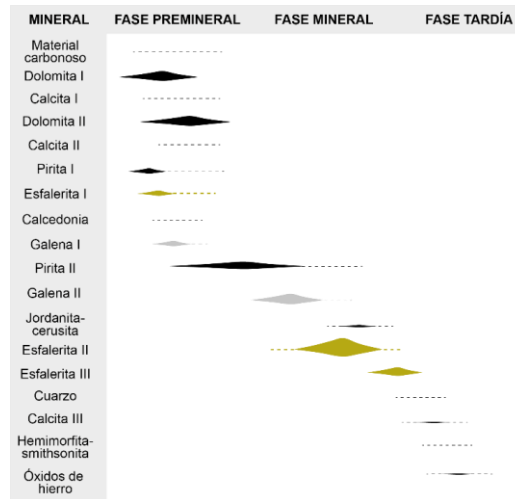 MINERAL FASE PREMINERAL FASE MINERAL FASE TARDÍA
Material
carbonoso
Dolomita I
Calcita I
Dolomita II
Calcita II
Pirita I
Esfalerita I
Calcedonia
Galena I
Pirita II
Galena II
Jordanita-
cerusita
Esfalerita II
Esfalerita III
Cuarzo
Calcita III
Hemimorfita-
smithsonita
Óxidos de
hierro